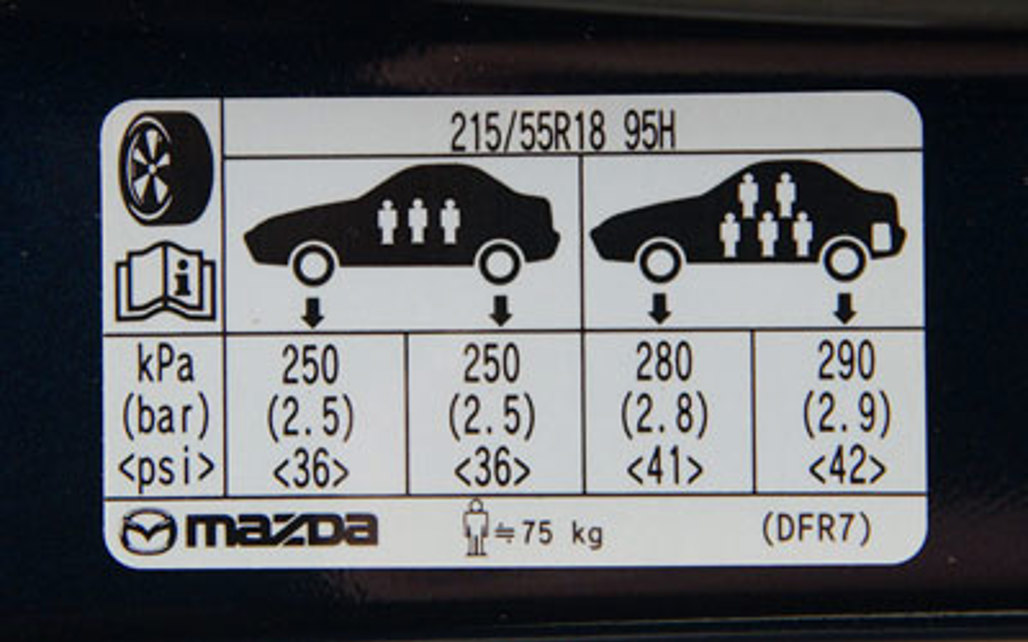 215/55R18 95H
i
kPa 250 250 280 290
(bar) (2.5) (2.5) (2.8) (2.9)
<psi> <36> <36> <41> <42>
mazda ≒75 kg (DFR7)